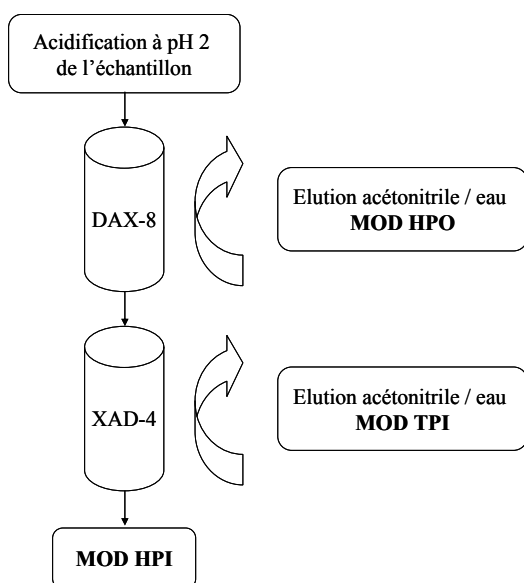 Acidification à pH 2
de l'échantillon
DAX-8
Elution acétonitrile / eau
MOD HPO
XAD-4
Elution acétonitrile / eau
MOD TPI
MOD HPI